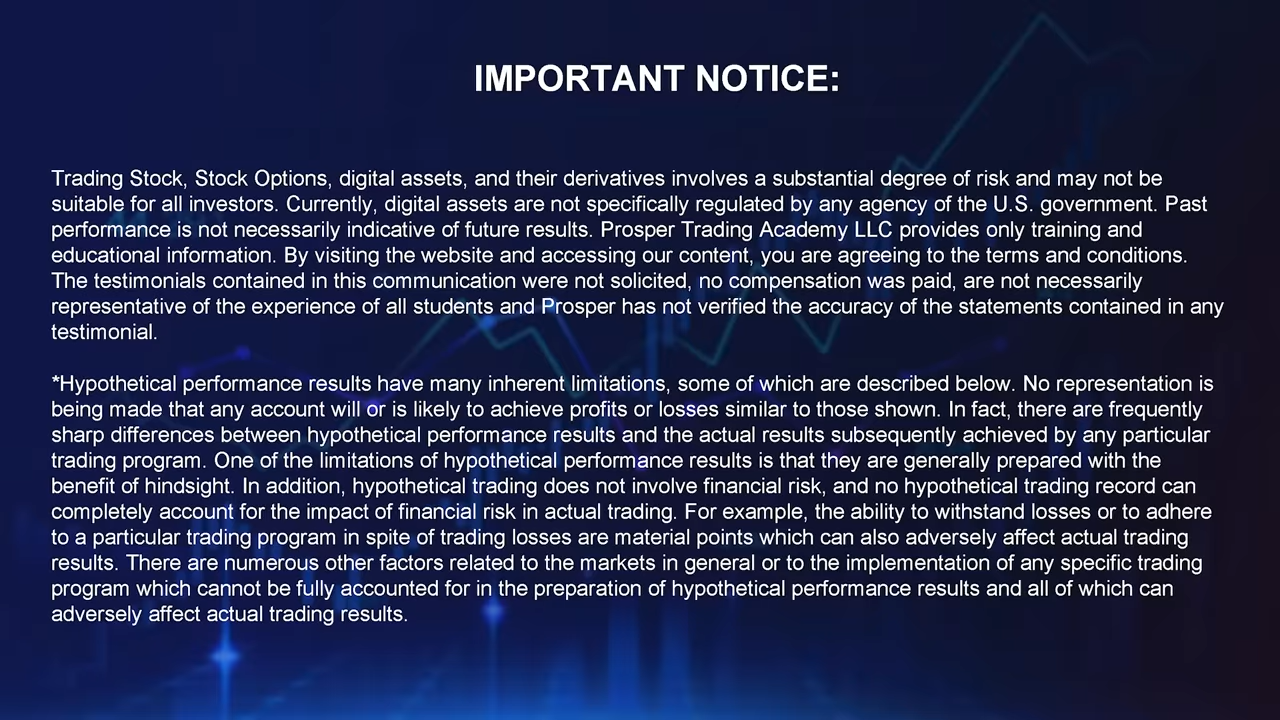 IMPORTANT NOTICE:
Trading Stock, Stock Options, digital assets, and their derivatives involves a substantial degree of risk and may not be
suitable for all investors. Currently, digital assets are not specifically regulated by any agency of the U.S. government. Past
performance is not necessarily indicative of future results. Prosper Trading Academy LLC provides only training and
educational information. By visiting the website and accessing our content, you are agreeing to the terms and conditions.
The testimonials contained in this communication were not solicited, no compensation was paid, are not necessarily
representative of the experience of all students and Prosper has not verified the accuracy of the statements contained in any
testimonial.
*Hypothetical performance results have many inherent limitations, some of which are described below. No representation is
being made that any account will or is likely to achieve profits or losses similar to those shown. In fact, there are frequently
sharp differences between hypothetical performance results and the actual results subsequently achieved by any particular
trading program. One of the limitations of hypothetical performance results is that they are generally prepared with the
benefit of hindsight. In addition, hypothetical trading does not involve financial risk, and no hypothetical trading record can
completely account for the impact of financial risk in actual trading. For example, the ability to withstand losses or to adhere
to a particular trading program in spite of trading losses are material points which can also adversely affect actual trading
results. There are numerous other factors related to the markets in general or to the implementation of any specific trading
program which cannot be fully accounted for in the preparation of hypothetical performance results and all of which can
adversely affect actual trading results.